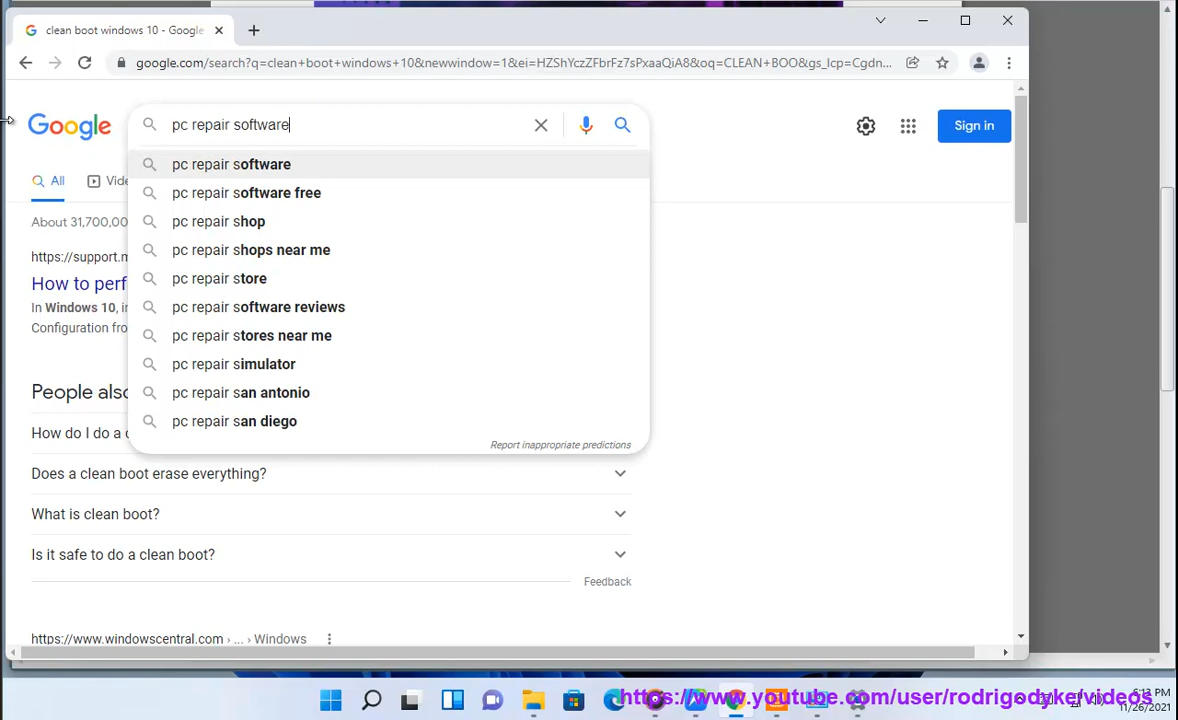 clean boot windows 10 - Google
google.com/search?q=clean+boot+windows+10&newwindow=1&ei=HZShYczZFbrFz7sPxaaQiA8&oq=CLEAN+BOO&gs_lcp=Cgdn...
Google
pc repair software
Sign in
All
Vide
pc repair software
pc repair software free
pc repair shop
pc repair shops near me
pc repair store
pc repair software reviews
pc repair stores near me
pc repair simulator
pc repair san antonio
pc repair san diego
Report inappropriate predictions
About 31,700,00
https://support.m
How to perf
In Windows 10, i
Configuration fro
People also
How do I do a c
Does a clean boot erase everything?
What is clean boot?
Is it safe to do a clean boot?
Feedback
https://www.windowscentral.com › ... › Windows
https://www.youtube.com/user/rodrigodyke/videos
6:13 PM
11/26/2021